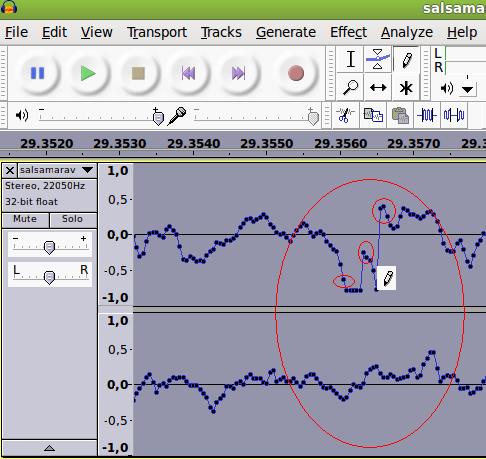 salsama
File Edit View Transport Tracks Generate Effect Analyze Help
L
R
29.3520 29.3530 29.3540 29.3550 29.3560 29.3570 29.3
X salsamarav
Stereo, 22050Hz
32-bit float
Mute Solo
- +
L R
1,0
0,5
0,0
-0,5
-1,0
1,0
0,5
0,0
-0,5
-1,0